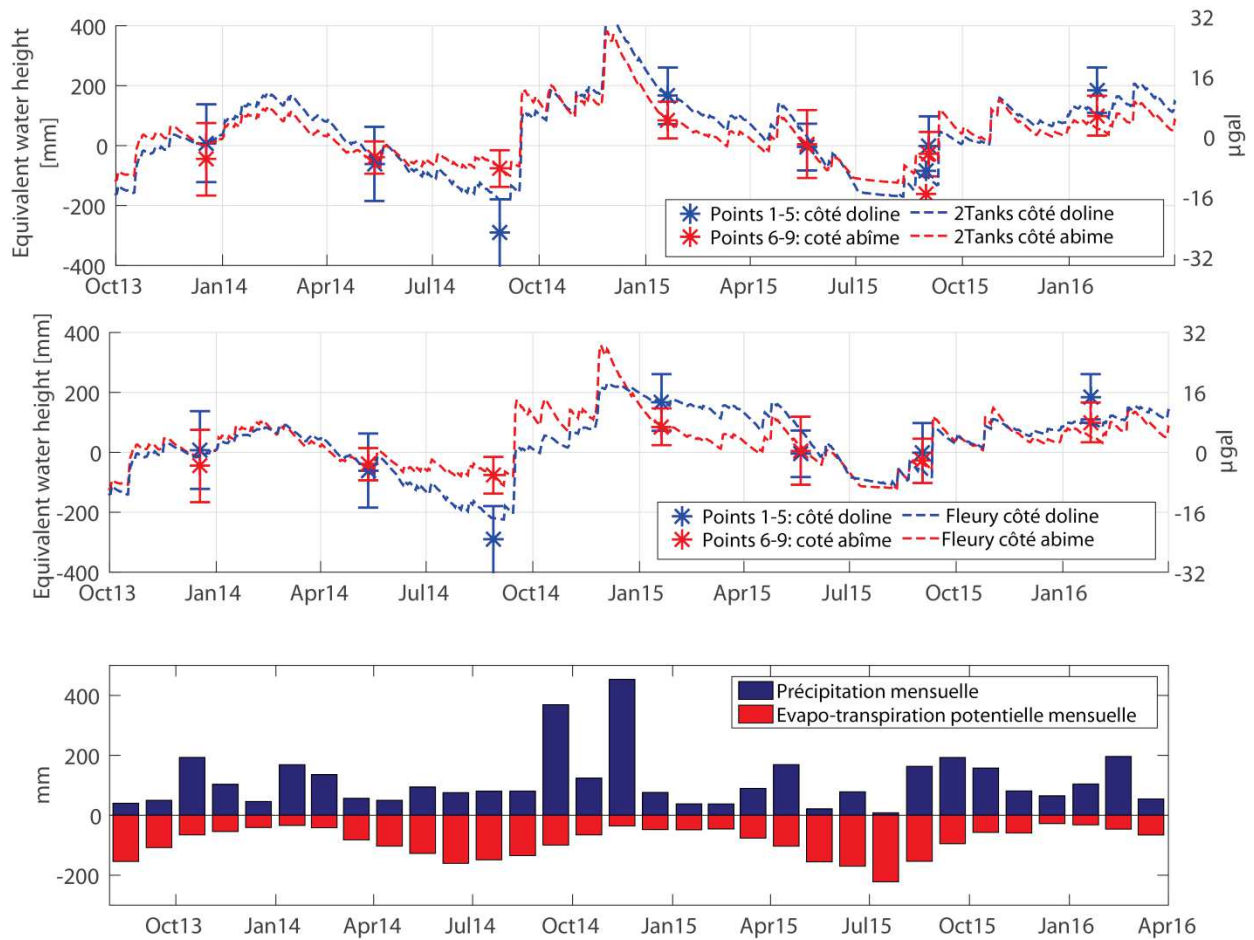 400
200
0
-200
-400
Equivalent water height
[mm]
32
16
0
-16
-32
µgal
Points 1-5: côté doline
2Tanks côté doline
Points 6-9: coté abîme
2Tanks côté abime
Oct13 Jan14 Apr14 Jul14 Oct14 Jan15 Apr15 Jul15 Oct15 Jan16
400
200
0
-200
-400
Equivalent water height [mm]
32
16
0
-16
-32
µgal
Points 1-5: côté doline
Fleury côté doline
Points 6-9: coté abîme
Fleury côté abime
Oct13 Jan14 Apr14 Jul14 Oct14 Jan15 Apr15 Jul15 Oct15 Jan16
400
200
0
-200
mm
Précipitation mensuelle
Evapo-transpiration potentielle mensuelle
Oct13 Jan14 Apr14 Jul14 Oct14 Jan15 Apr15 Jul15 Oct15 Jan16 Apr16